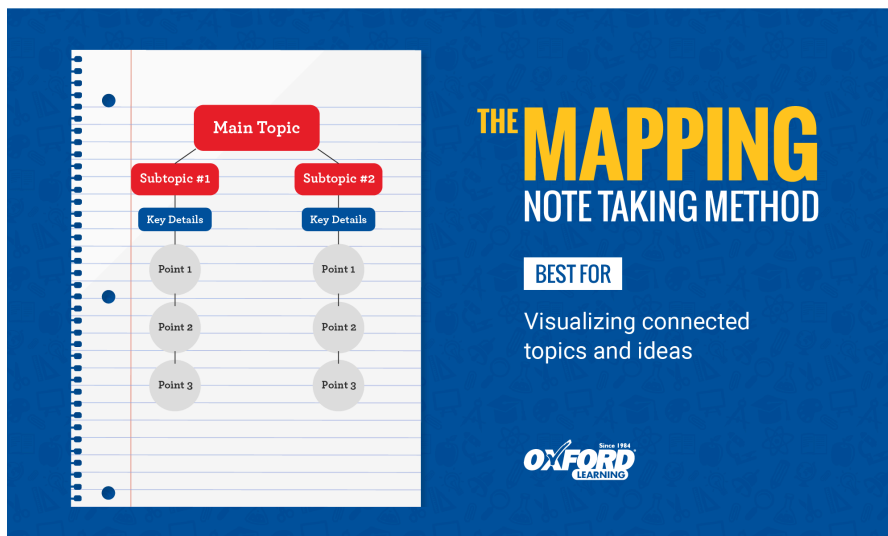 Main Topic
Subtopic #1
Key Details
Point 1
Point 2
Point 3
Subtopic #2
Key Details
Point 1
Point 2
Point 3
THE MAPPING
NOTE TAKING METHOD
BEST FOR
Visualizing connected
topics and ideas
Since 1984
OXFORD
LEARNING